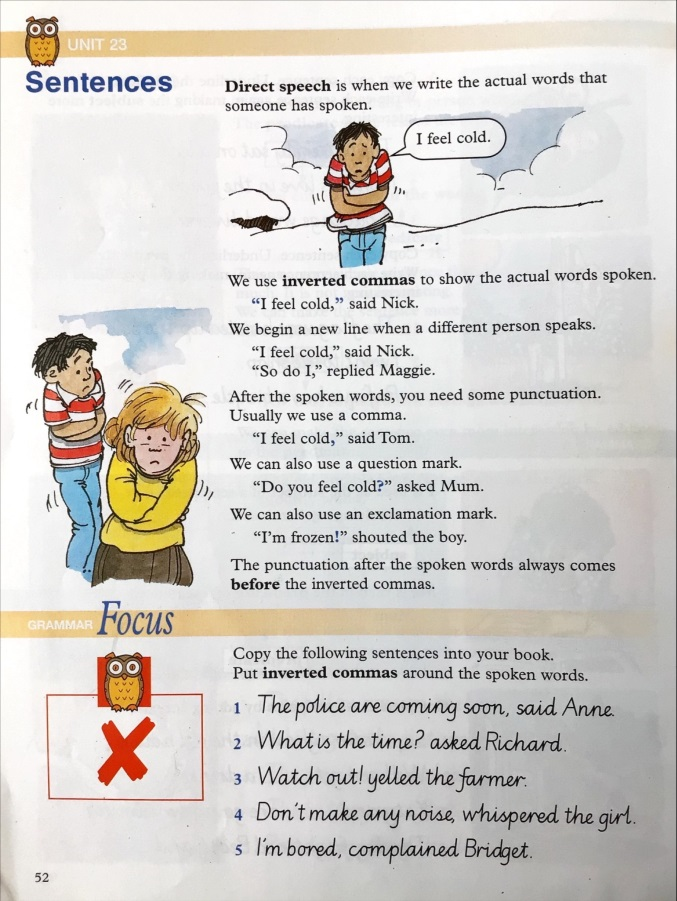 UNIT 23
Sentences
Direct speech is when we write the actual words that
someone has spoken.
I feel cold.
We use inverted commas to show the actual words spoken.
“I feel cold,” said Nick.
We begin a new line when a different person speaks.
“I feel cold,” said Nick.
“So do I,” replied Maggie.
After the spoken words, you need some punctuation.
Usually we use a comma.
“I feel cold,” said Tom.
We can also use a question mark.
“Do you feel cold?” asked Mum.
We can also use an exclamation mark.
“I’m frozen!” shouted the boy.
The punctuation after the spoken words always comes
before the inverted commas.
GRAMMAR Focus
Copy the following sentences into your book.
Put inverted commas around the spoken words.
1 The police are coming soon, said Anne.
2 What is the time? asked Richard.
3 Watch out! yelled the farmer.
4 Don’t make any noise, whispered the girl.
5 I’m bored, complained Bridget.
52